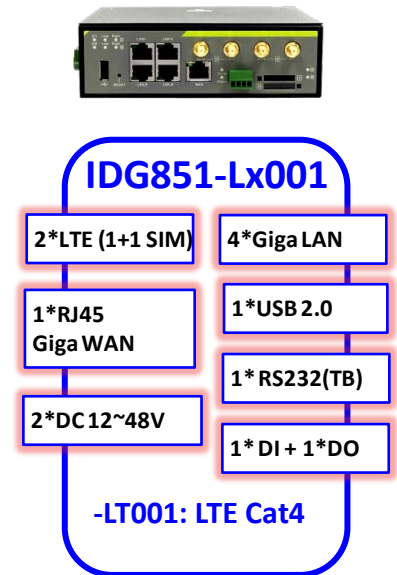 IDG851-Lx001
2*LTE (1+1 SIM)
4*Giga LAN
1*RJ45
Giga WAN
1*USB 2.0
1*RS232(TB)
2*DC 12~48V
1*DI + 1*DO
-LT001: LTE Cat4